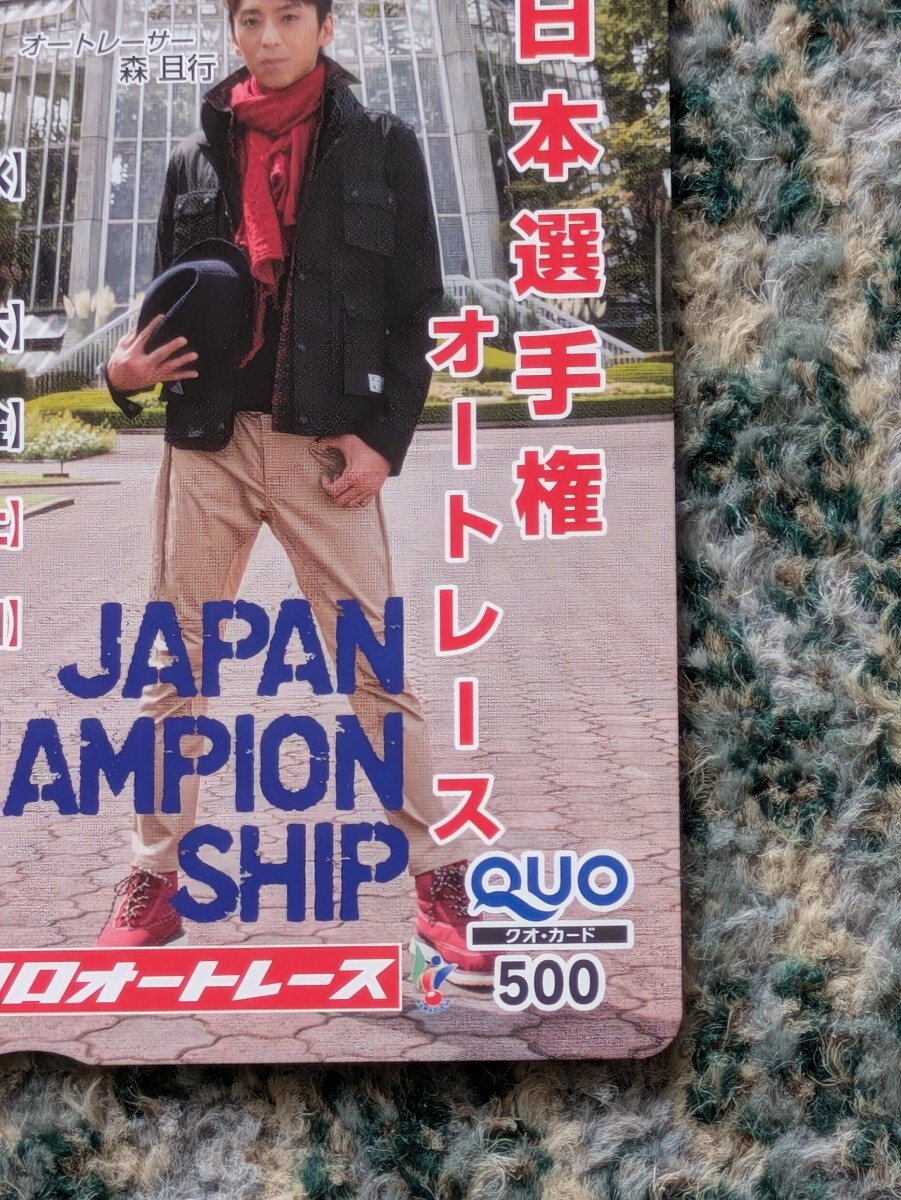 オートレーサー
森 且行
日本選手権
オートレース
JAPAN
AMPION
SHIP
オートレース
QUO
クオ・カード
500